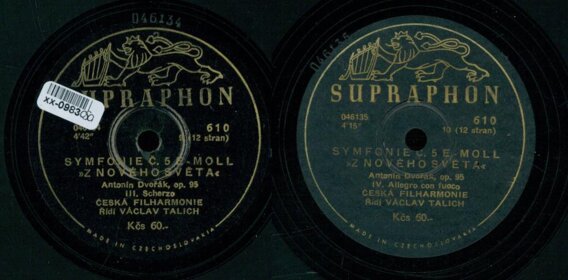 046134
SUPRAPHON
xx-0983
610
4'42"
(12 stran)
SYMFONIE Č. 5 E-MOLL
»Z NOVÉHO SVĚTA«
Antonín Dvořák, op. 95
III. Scherzo
ČESKÁ FILHARMONIE
Řídí VÁCLAV TALICH
Kčs 60.-
MADE IN CZECHOSLOVAKIA
SUPRAPHON
046135
610
4'15"
10 (12 stran)
SYMFONIE Č. 5 E-MOLL
»Z NOVÉHO SVĚTA«
Antonín Dvořák, op. 95
IV. Allegro con fuoco
ČESKÁ FILHARMONIE
Řídí VÁCLAV TALICH
Kčs 60.-
MADE IN CZECHOSLOVAKIA